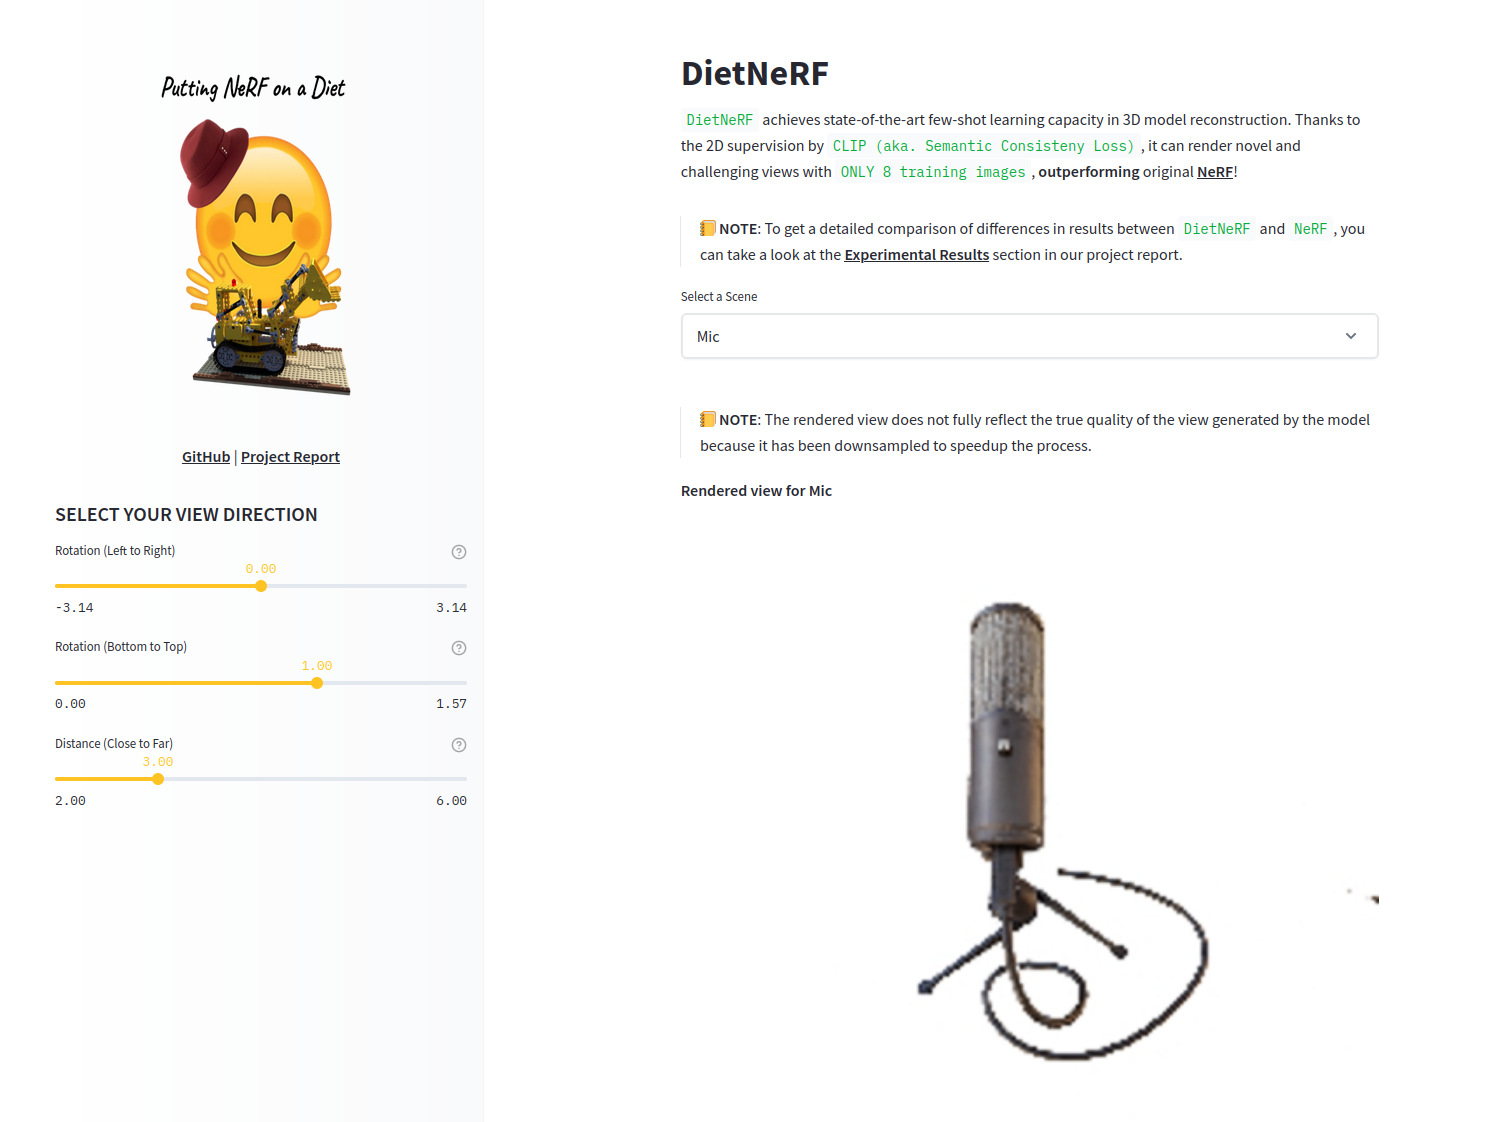 Putting NeRF on a Diet
GitHub | Project Report
SELECT YOUR VIEW DIRECTION
Rotation (Left to Right)
0.00
-3.14 3.14
Rotation (Bottom to Top)
1.00
0.00 1.57
Distance (Close to Far)
3.00
2.00 6.00
DietNeRF
DietNeRF achieves state-of-the-art few-shot learning capacity in 3D model reconstruction. Thanks to
the 2D supervision by CLIP (aka. Semantic Consisteny Loss) , it can render novel and
challenging views with ONLY 8 training images , outperforming original NeRF!
📒 NOTE: To get a detailed comparison of differences in results between DietNeRF and NeRF , you
can take a look at the Experimental Results section in our project report.
Select a Scene
Mic
📒 NOTE: The rendered view does not fully reflect the true quality of the view generated by the model
because it has been downsampled to speedup the process.
Rendered view for Mic